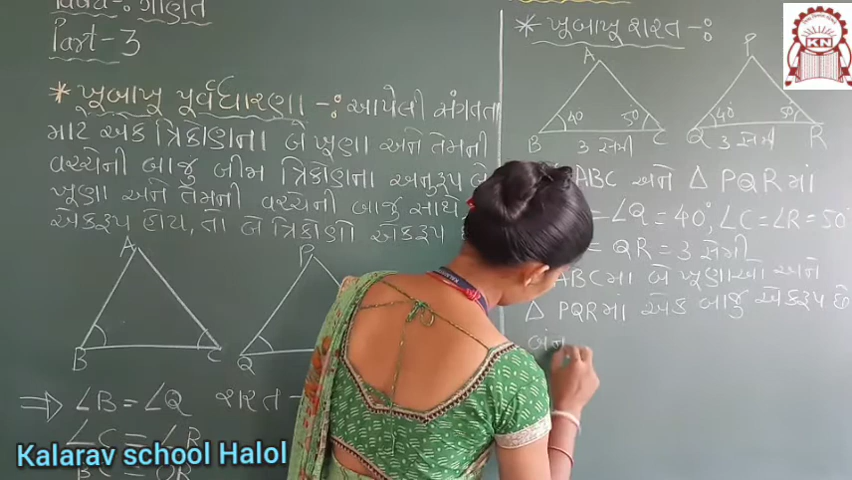 વિષય -: ગણિત
Part - 3
* ખૂબાખૂ પૂર્વધારણા -: આપેલી સંગતતા
માટે એક ત્રિકોણના બે ખૂણા અને તેમની
વચ્ચેની બાજુ બીજા ત્રિકોણના અનુરૂપ બે
ખૂણા અને તેમની વચ્ચેની બાજુ સાથે
એકરૂપ હોય, તો બે ત્રિકોણો એકરૂપ
A
B C
P
Q
⇒ ∠B = ∠Q શરત
∠C = ∠R
BC = QR
* ખૂબાખૂ શરત -:
A
40° 50°
B 3 સેમી C
P
40° 50°
Q 3 સેમી R
ABC અને △ PQR માં
= ∠Q = 40°, ∠C = ∠R = 50°
= QR = 3 સેમી
ABC માં બે ખૂણાઓ અને
△ PQR માં એક બાજુ એકરૂપ છે
બંન
KN
Kalarav school Halol